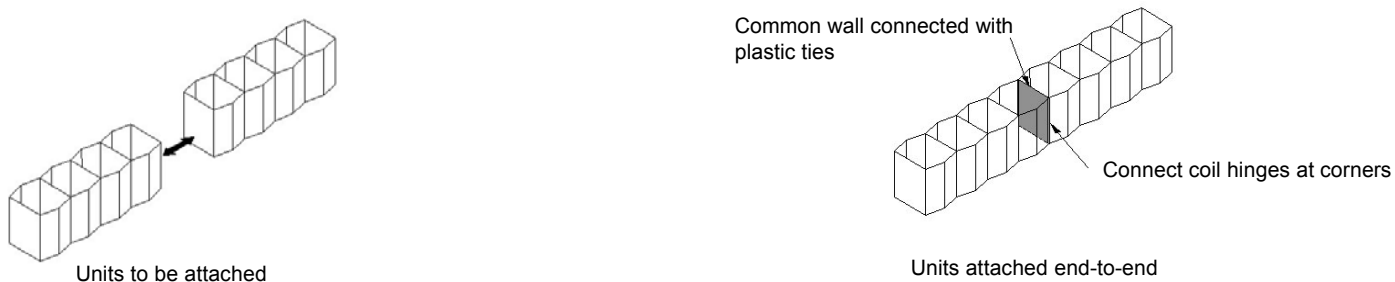 Common wall connected with
plastic ties
Connect coil hinges at corners
Units to be attached
Units attached end-to-end